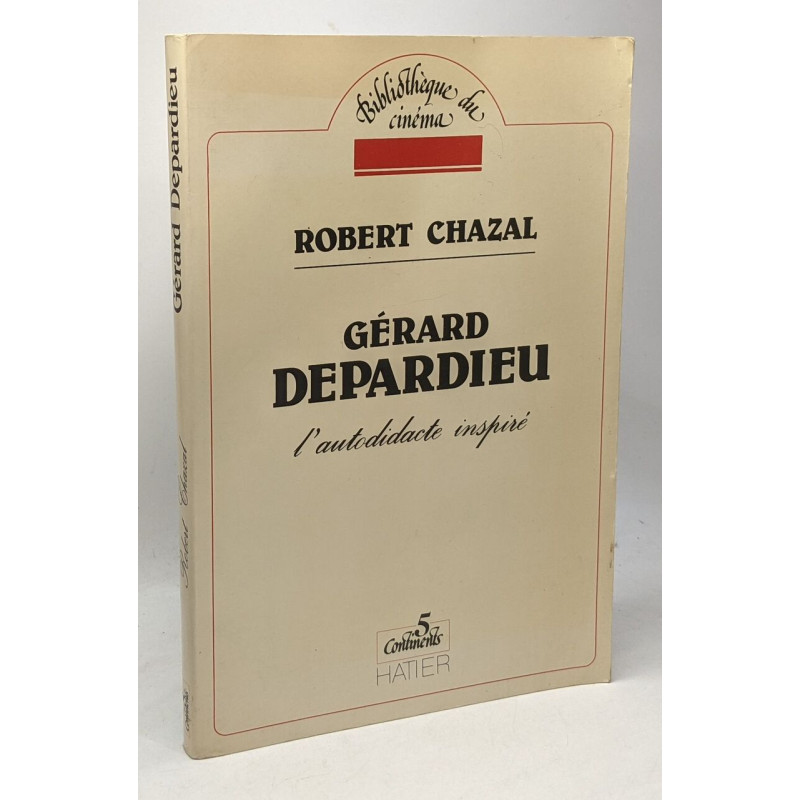 Bibliothèque du
cinéma
ROBERT CHAZAL
GÉRARD
DEPARDIEU
l'autodidacte inspiré
5
Continents
HATIER
Gérard Depardieu
Robert Chazal